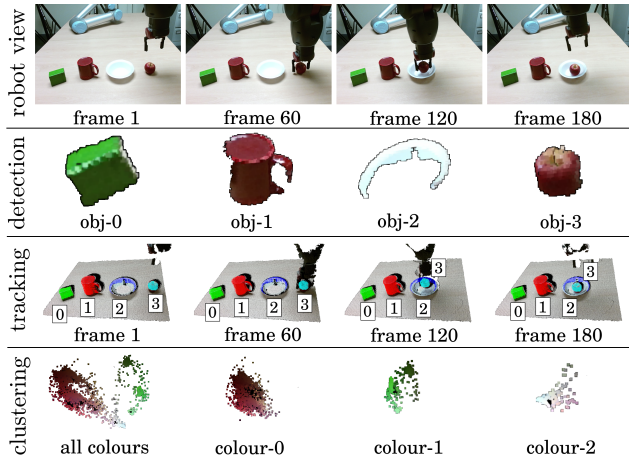 robot view
frame 1 frame 60 frame 120 frame 180
detection
obj-0 obj-1 obj-2 obj-3
tracking
0 1 2 3 0 1 2 3 0 1 2 3 0 1 2 3
frame 1 frame 60 frame 120 frame 180
clustering
all colours colour-0 colour-1 colour-2